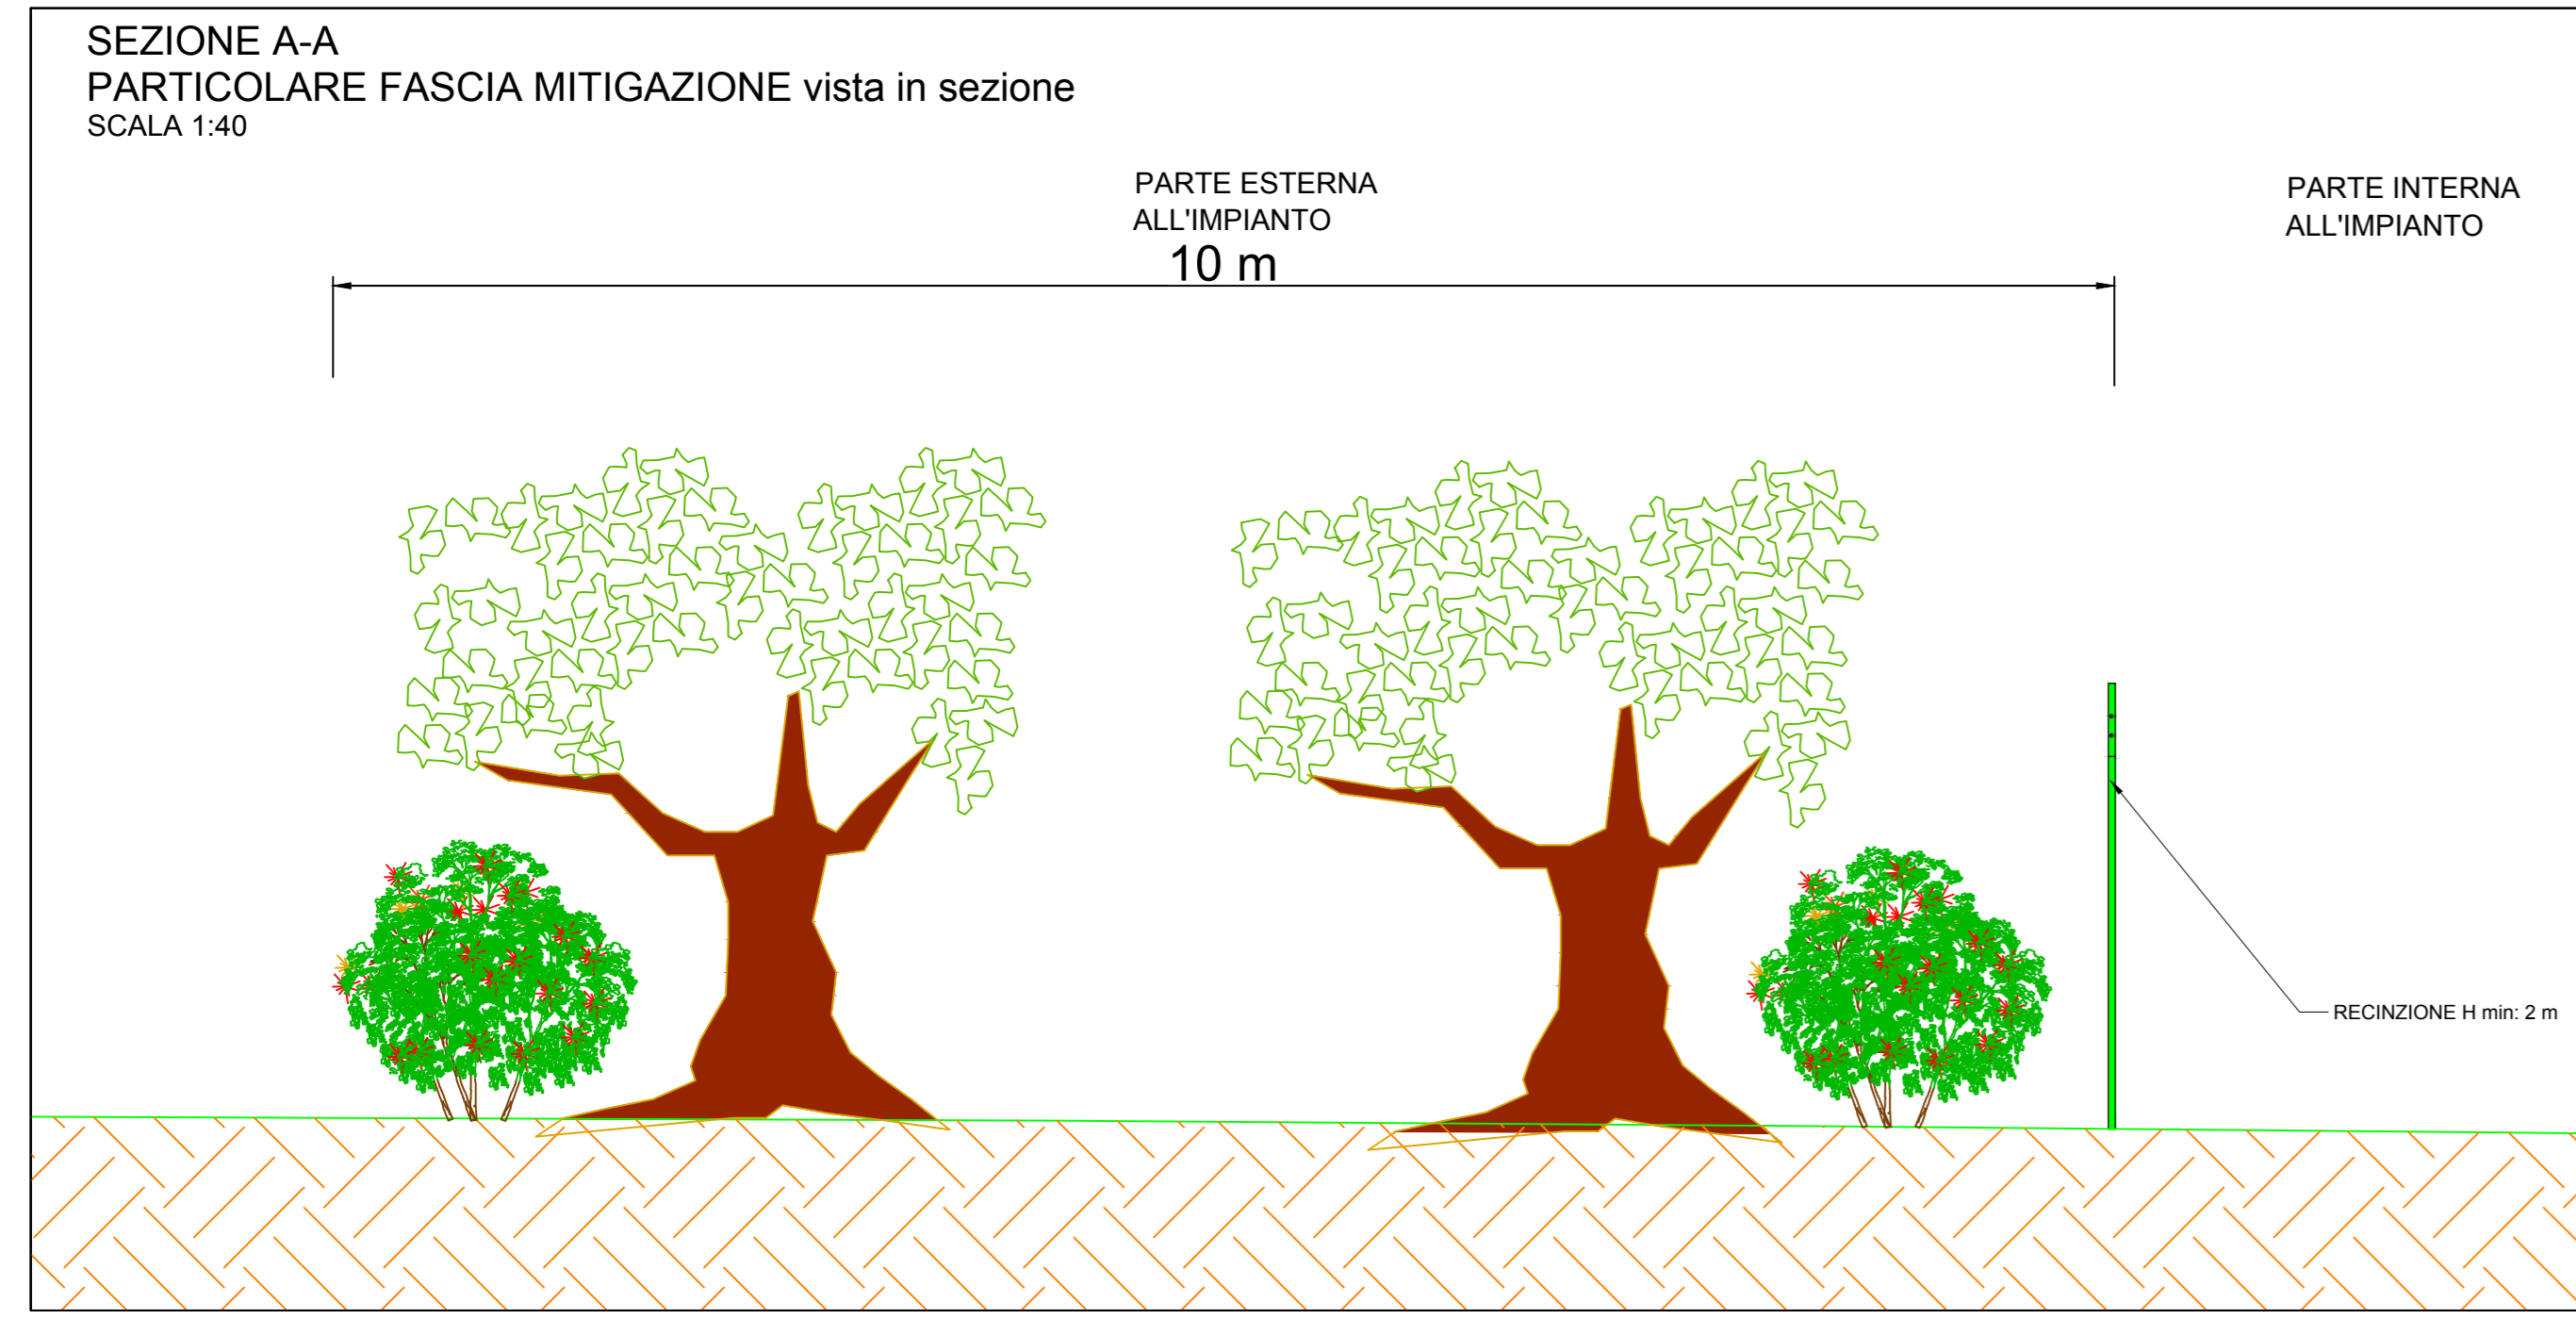 SEZIONE A-A
PARTICOLARE FASCIA MITIGAZIONE vista in sezione
SCALA 1:40
PARTE ESTERNA
ALL'IMPIANTO
10 m
PARTE INTERNA
ALL'IMPIANTO
RECINZIONE H min: 2 m